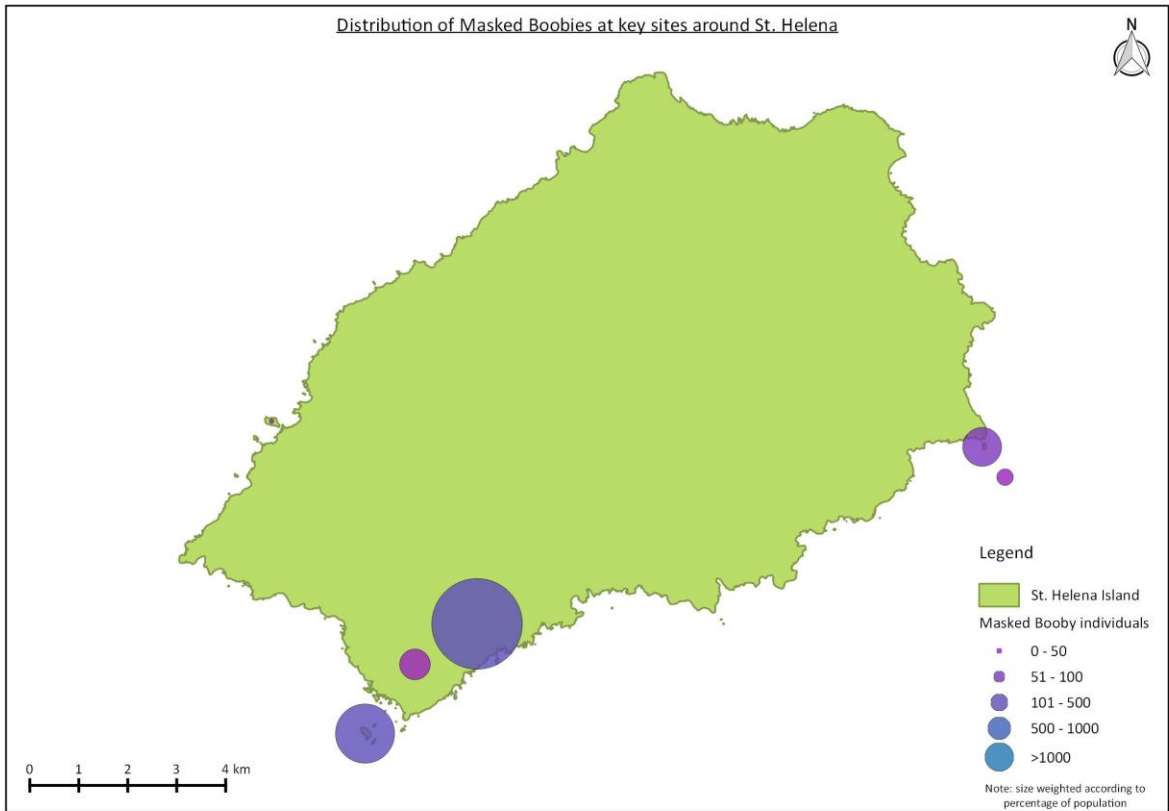 Distribution of Masked Boobies at key sites around St. Helena
N
Legend
St. Helena Island
Masked Booby individuals
0 - 50
51 - 100
101 - 500
500 - 1000
>1000
Note: size weighted according to
percentage of population
0 1 2 3 4 km